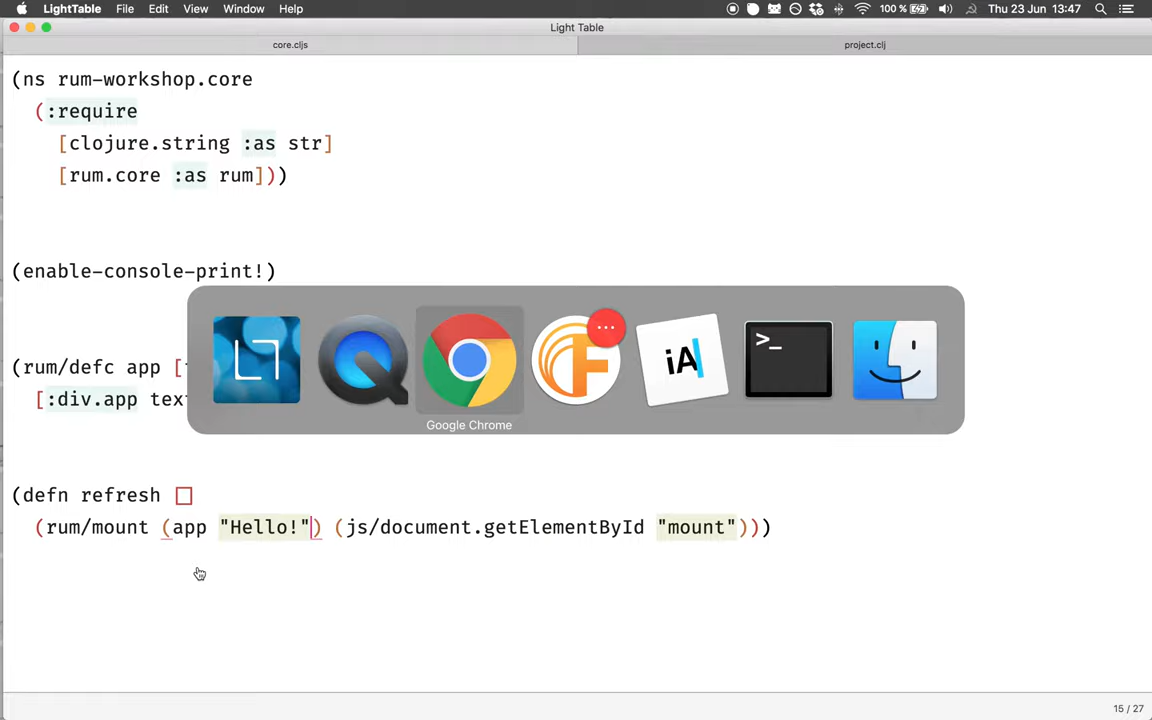 LightTable File Edit View Window Help 100 % Thu 23 Jun 13:47
Light Table
core.cljs project.clj
(ns rum-workshop.core
(:require
[clojure.string :as str]
[rum.core :as rum]))
(enable-console-print!)
(rum/defc app [
[:div.app tex
LT
iA
>_
Google Chrome
(defn refresh []
(rum/mount (app "Hello!") (js/document.getElementById "mount")))
15 / 27